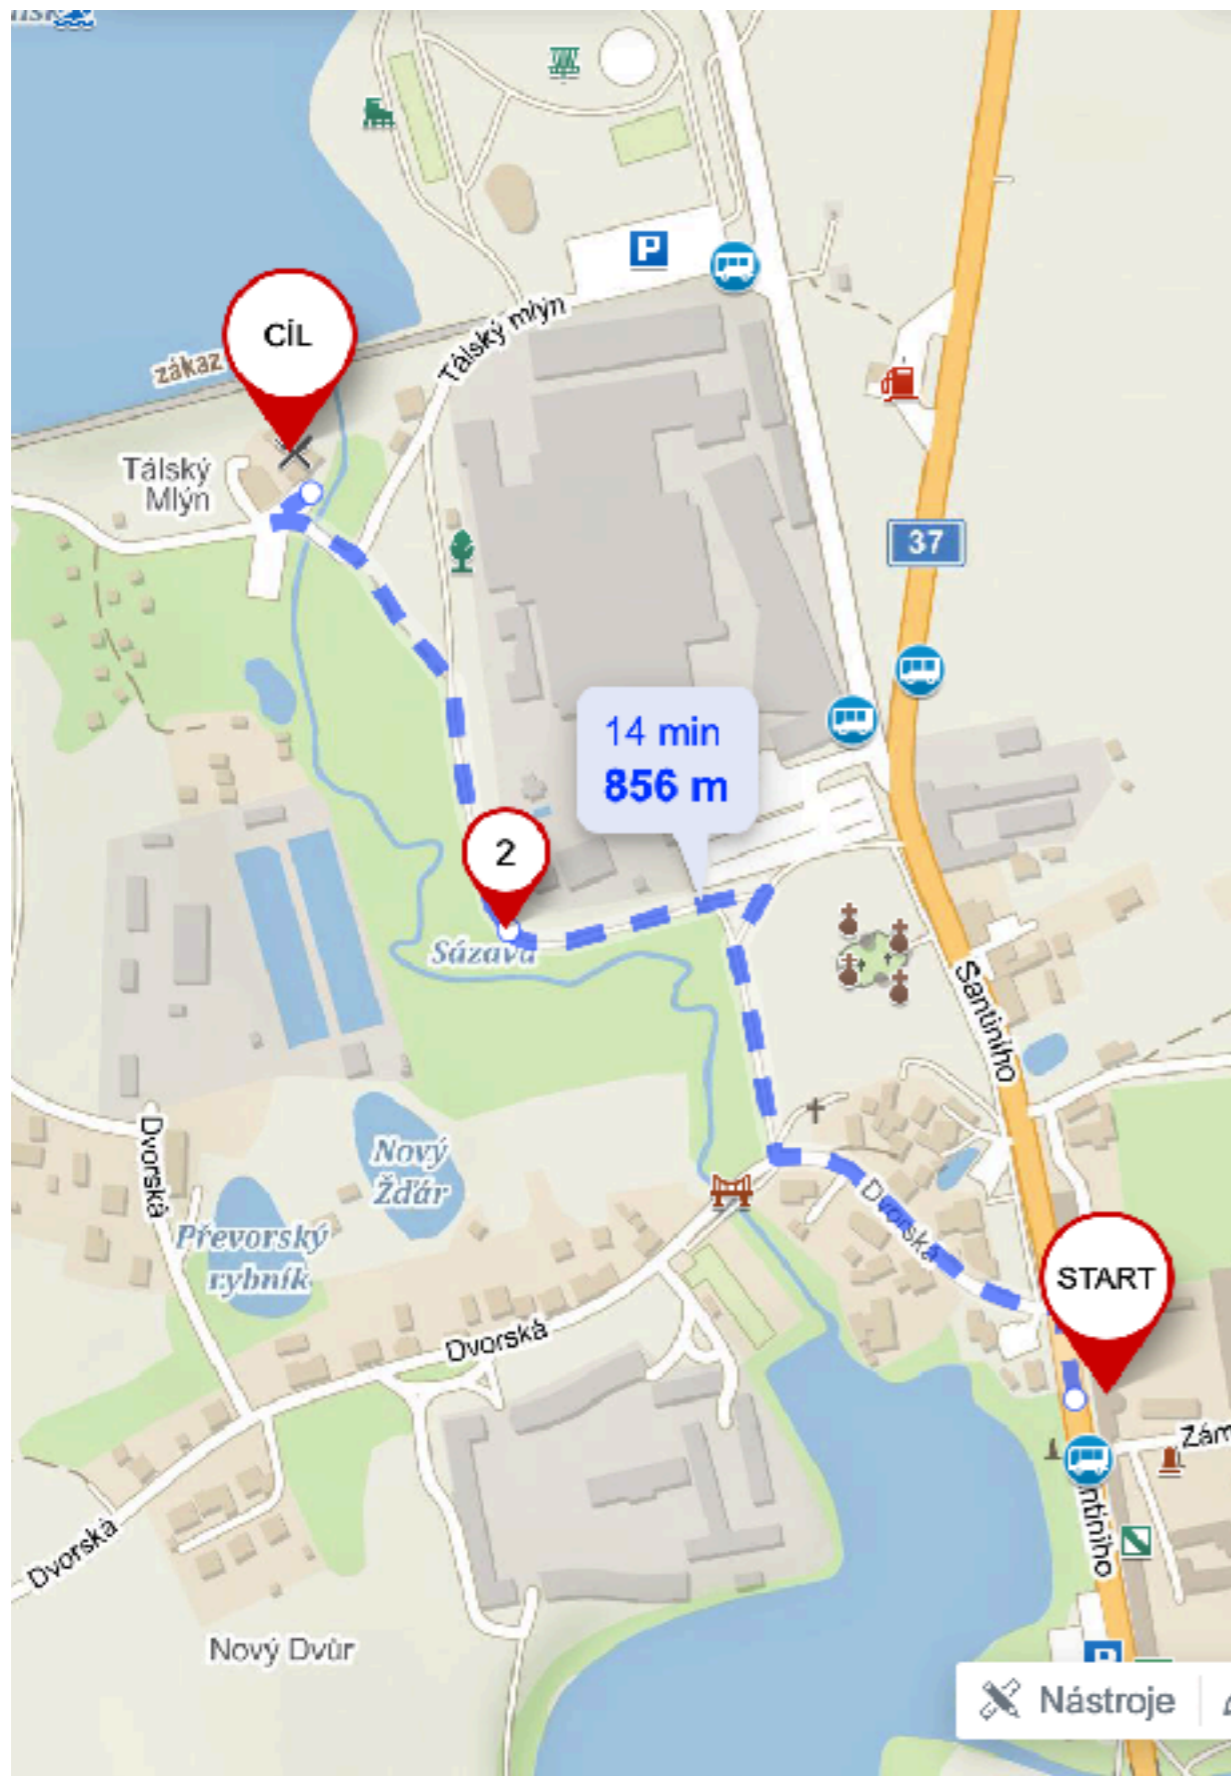 P
Tálský mlýn
CÍL
zákaz
Tálský
Mlýn
37
14 min
856 m
2
Sázava
Santiniho
Dvorská
Nový
Žďár
Převorský
rybník
Dvorská
START
Dvorská
Zám
ntiniho
Dvorská
Nový Dvůr
P
Nástroje